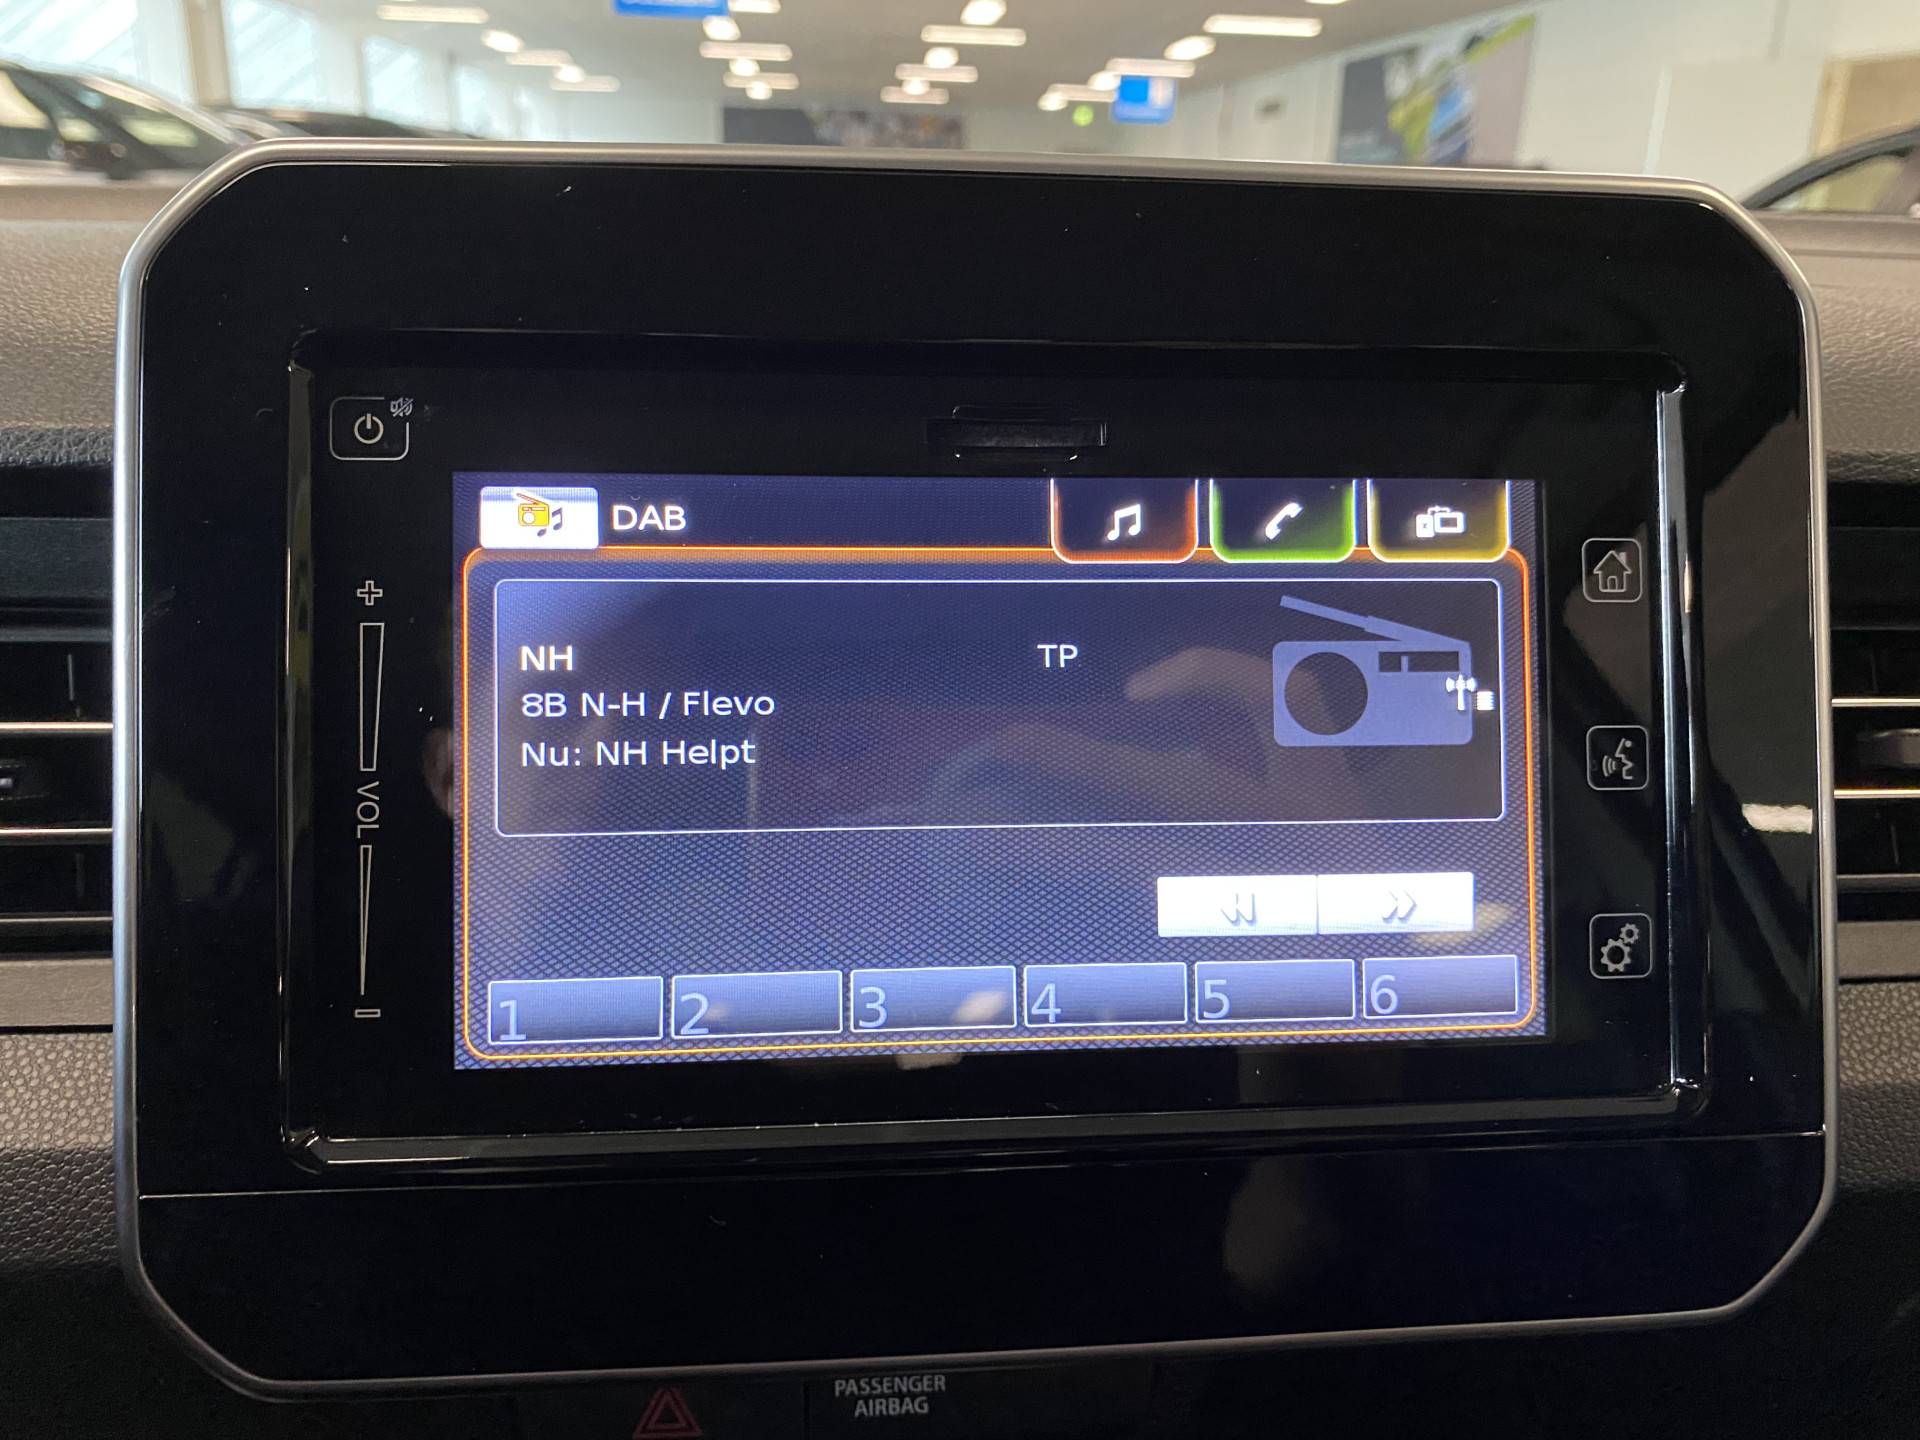 DAB
NH
TP
8B N-H / Flevo
Nu: NH Helpt
VOL
1
2
3
4
5
6
PASSENGER
AIRBAG